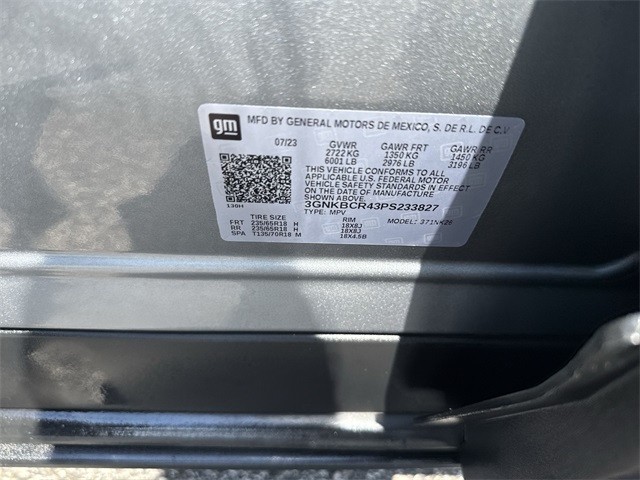 gm MFD BY GENERAL MOTORS DE MEXICO, S. DE R.L. DE C.V.
07/23 GVWR GAWR FRT GAWR RR
2722 KG 1350 KG 1450 KG
6001 LB 2976 LB 3196 LB
THIS VEHICLE CONFORMS TO ALL
APPLICABLE U.S. FEDERAL MOTOR
VEHICLE SAFETY STANDARDS IN EFFECT
ON THE DATE OF MANUFACTURE
SHOWN ABOVE.
138H 3GNKBCR43PS233827
TYPE: MPV MODEL: 371NK26
TIRE SIZE RIM
FRT 235/65R18 H 18X8J
RR 235/65R18 H 18X8J
SPA T135/70R18 M 18X4.5B